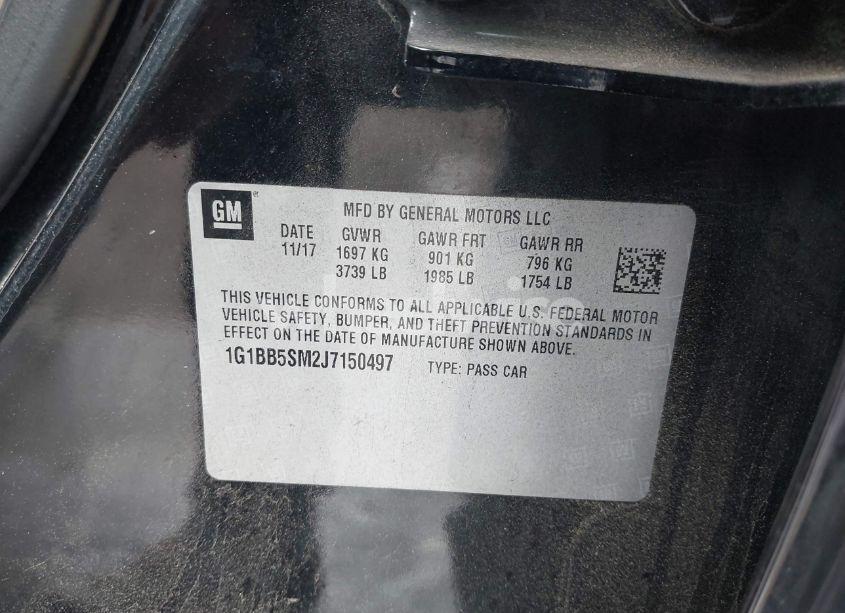 GM
MFD BY GENERAL MOTORS LLC
DATE GVWR GAWR FRT GAWR RR
11/17 1697 KG 901 KG 796 KG
3739 LB 1985 LB 1754 LB
THIS VEHICLE CONFORMS TO ALL APPLICABLE U.S. FEDERAL MOTOR
VEHICLE SAFETY, BUMPER, AND THEFT PREVENTION STANDARDS IN
EFFECT ON THE DATE OF MANUFACTURE SHOWN ABOVE.
1G1BB5SM2J7150497 TYPE: PASS CAR